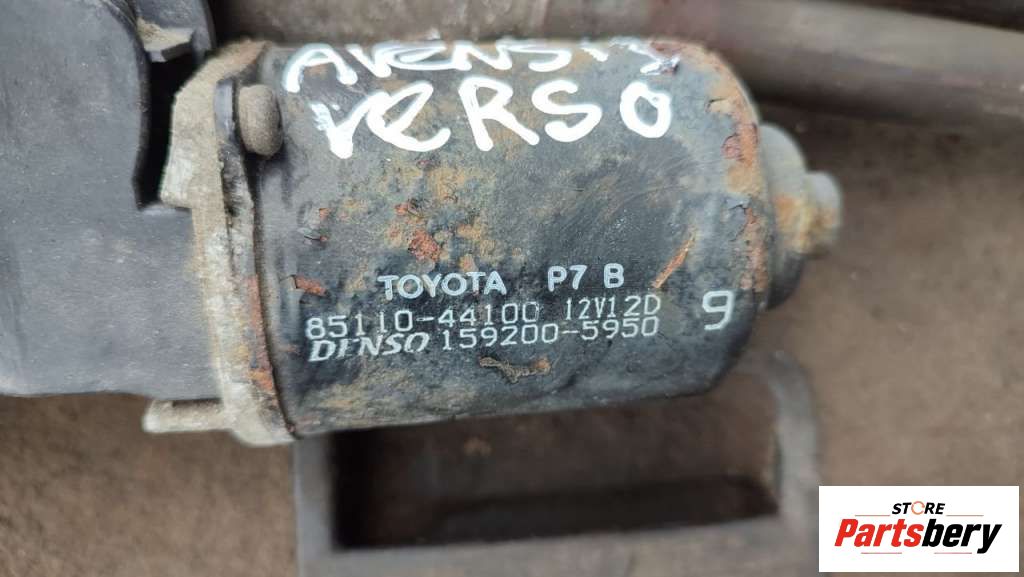 AVENSIS
VERSO
TOYOTA P7 B
85110-44100 12V12D
DENSO 159200-5950
9
STORE
Partsbery